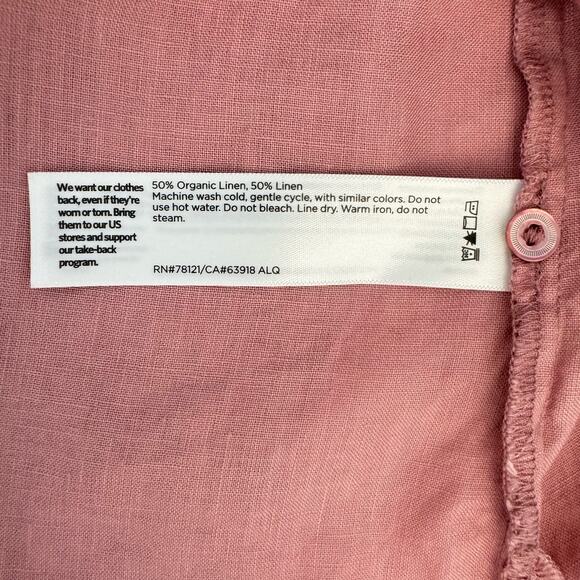 We want our clothes
back, even if they're
worn or torn. Bring
them to our US
stores and support
our take-back
program.
50% Organic Linen, 50% Linen
Machine wash cold, gentle cycle, with similar colors. Do not
use hot water. Do not bleach. Line dry. Warm iron, do not
steam.
RN#78121/CA#63918 ALQ